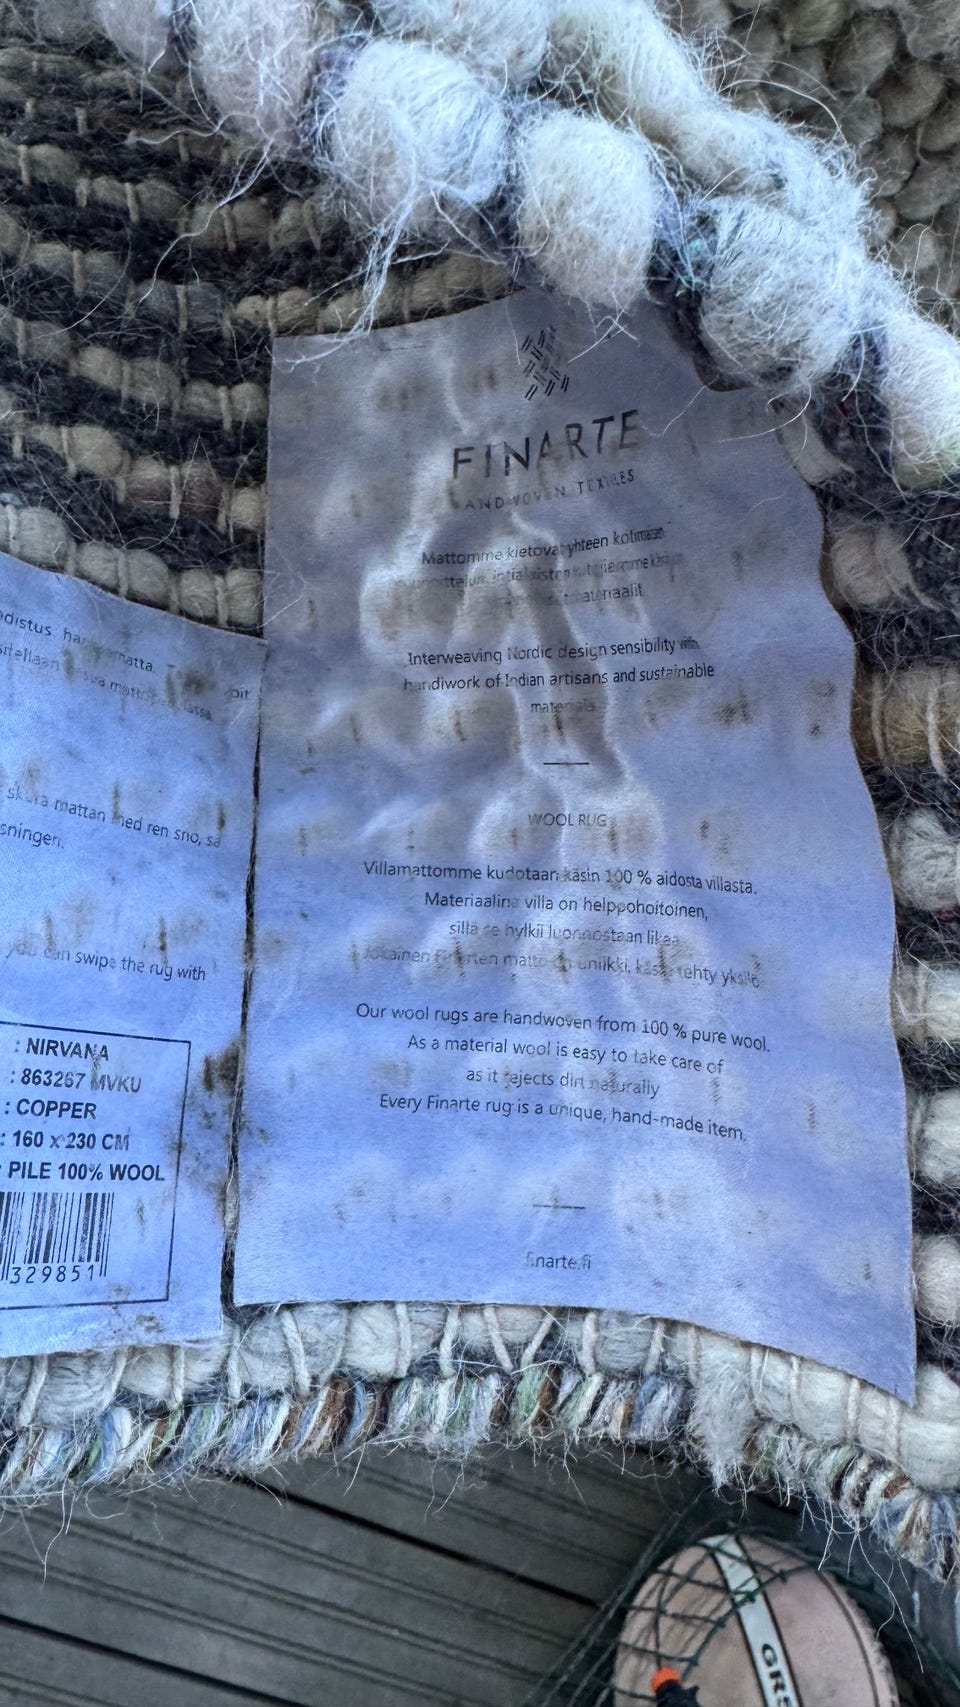 odistus
matta.
voit
skura mattan med ren snö, så
sningen.
you can swipe the rug with
: NIRVANA
: 863267 MVKU
: COPPER
: 160 x 230 CM
PILE 100% WOOL
329851
FINARTE
HANDWOVEN TEXTILES
Mattomme kietovat yhteen
materiaalit.
Interweaving Nordic design sensibility with
handiwork of Indian artisans and sustainable
materials
WOOL RUG
Villamattomme kudotaan käsin 100 % aidosta villasta.
Materiaalina villa on helppohoitoinen,
sillä se hylkii luonnostaan likaa.
Jokainen Finarten matto on uniikki, käsin tehty yksilö
Our wool rugs are handwoven from 100 % pure wool.
As a material wool is easy to take care of
as it rejects dirt naturally
Every Finarte rug is a unique, hand-made item.
finarte.fi